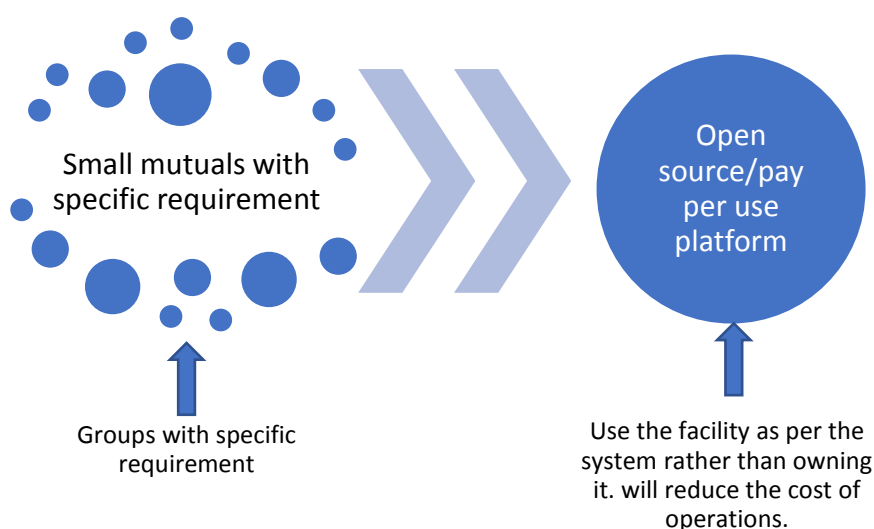 Small mutuals with
specific requirement
Open
source/pay
per use
platform
Groups with specific
requirement
Use the facility as per the
system rather than owning
it. will reduce the cost of
operations.